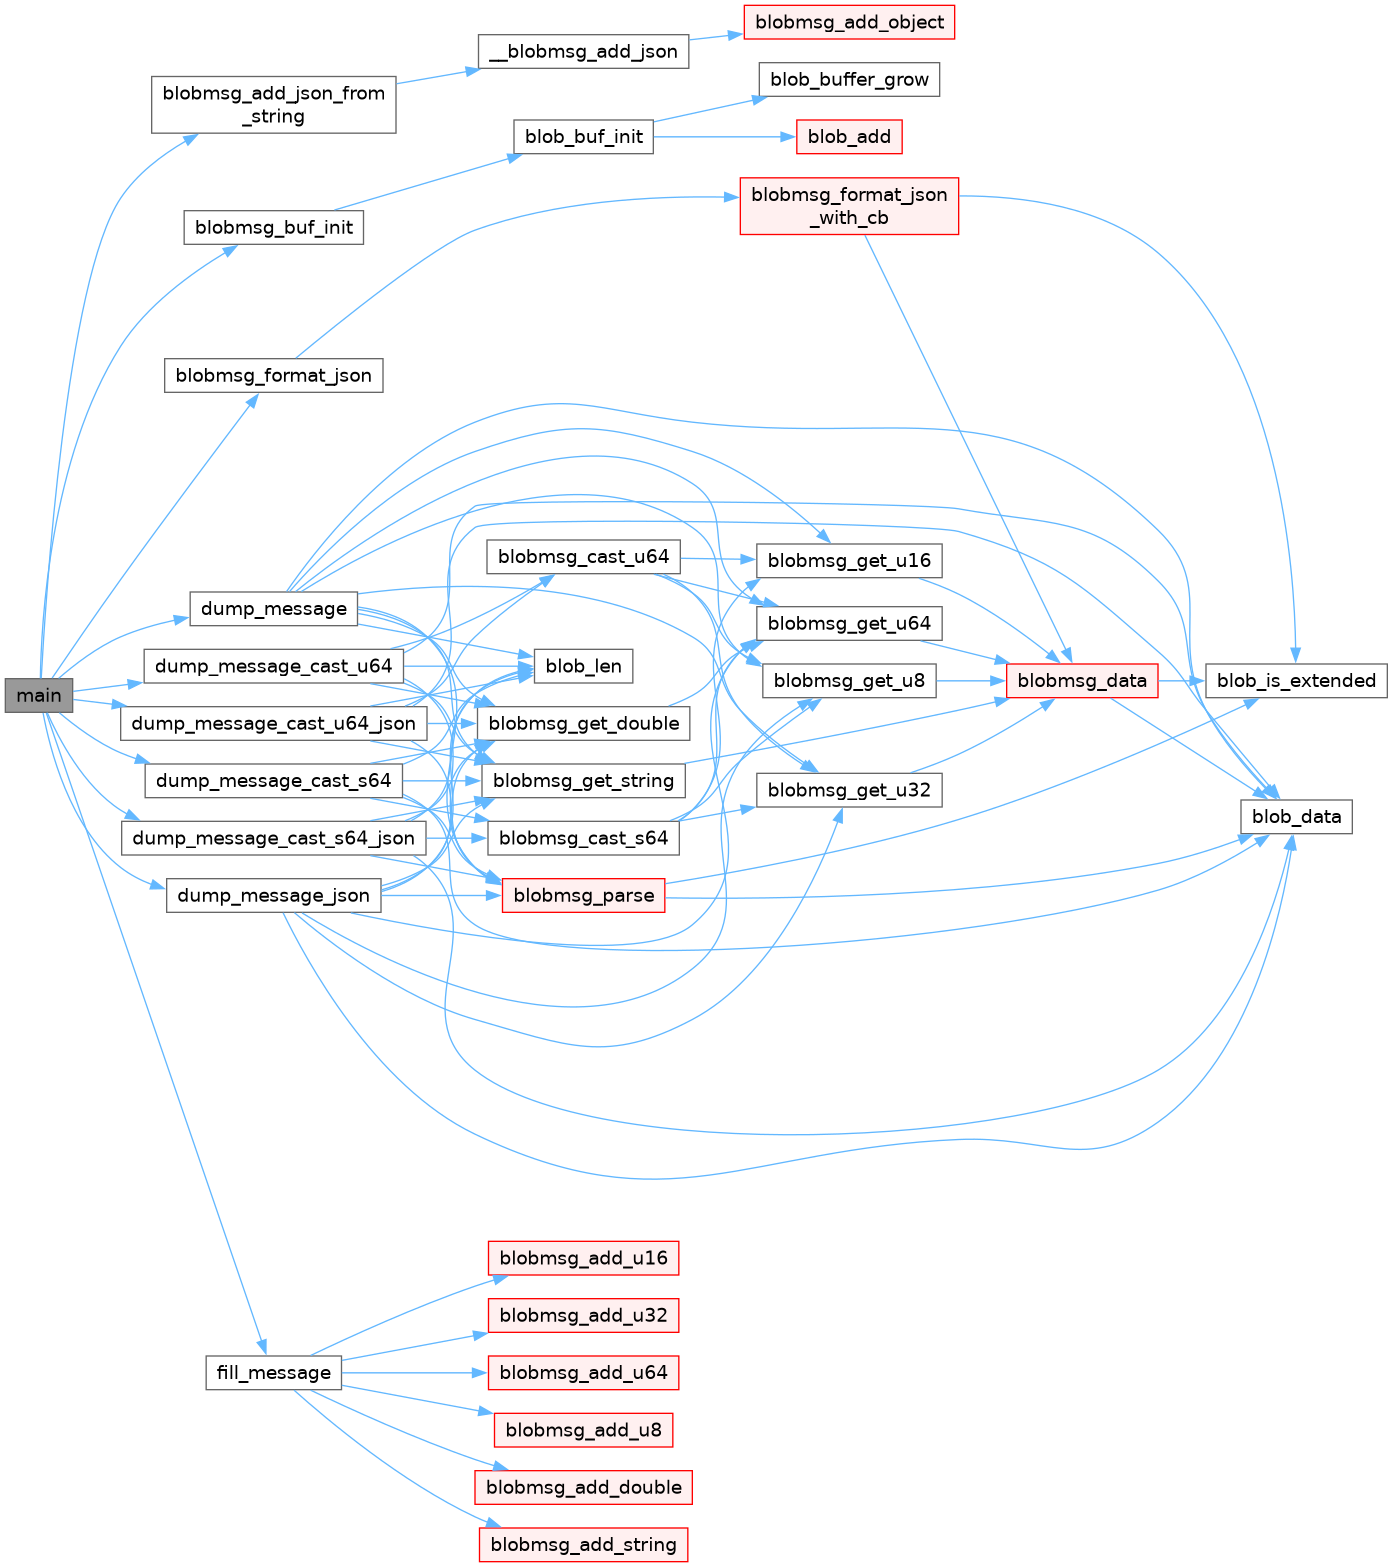 blobmsg_add_object
__blobmsg_add_json
blob_buffer_grow
blobmsg_add_json_from
_string
blob_buf_init
blob_add
blobmsg_format_json
_with_cb
blobmsg_buf_init
blobmsg_format_json
blobmsg_cast_u64
blobmsg_get_u16
dump_message
blobmsg_get_u64
dump_message_cast_u64
blob_len
blobmsg_get_u8
blobmsg_data
blob_is_extended
main
dump_message_cast_u64_json
blobmsg_get_double
dump_message_cast_s64
blobmsg_get_string
blobmsg_get_u32
blob_data
dump_message_cast_s64_json
blobmsg_cast_s64
dump_message_json
blobmsg_parse
blobmsg_add_u16
blobmsg_add_u32
fill_message
blobmsg_add_u64
blobmsg_add_u8
blobmsg_add_double
blobmsg_add_string